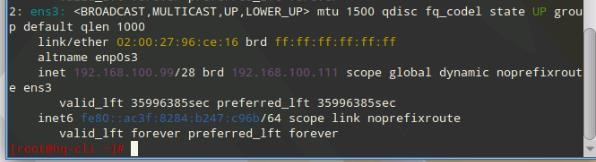 2: ens3: <BROADCAST,MULTICAST,UP,LOWER_UP> mtu 1500 qdisc fq_codel state UP grou
p default qlen 1000
    link/ether 02:00:27:96:ce:16 brd ff:ff:ff:ff:ff:ff
    altname enp0s3
    inet 192.168.100.99/28 brd 192.168.100.111 scope global dynamic noprefixrout
e ens3
       valid_lft 35996385sec preferred_lft 35996385sec
    inet6 fe80::ac3f:8284:b247:c96b/64 scope link noprefixroute
       valid_lft forever preferred_lft forever
[root@hq-cli ~]#